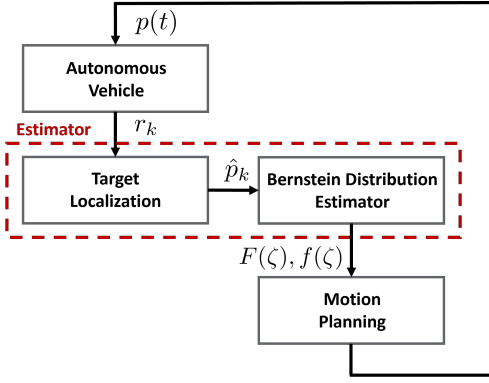 p(t)
Autonomous
Vehicle
r_k
Estimator
Target
Localization
p̂_k
Bernstein Distribution
Estimator
F(ζ), f(ζ)
Motion
Planning